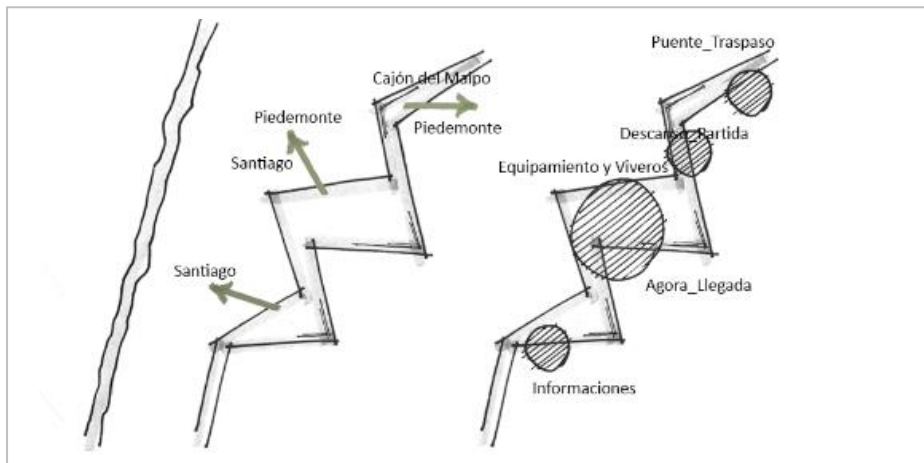 Puente_Traspaso
Cajón del Maipo
Piedemonte
Piedemonte
Descanso_Partida
Santiago
Equipamiento y Viveros
Santiago
Agora_Llegada
Informaciones